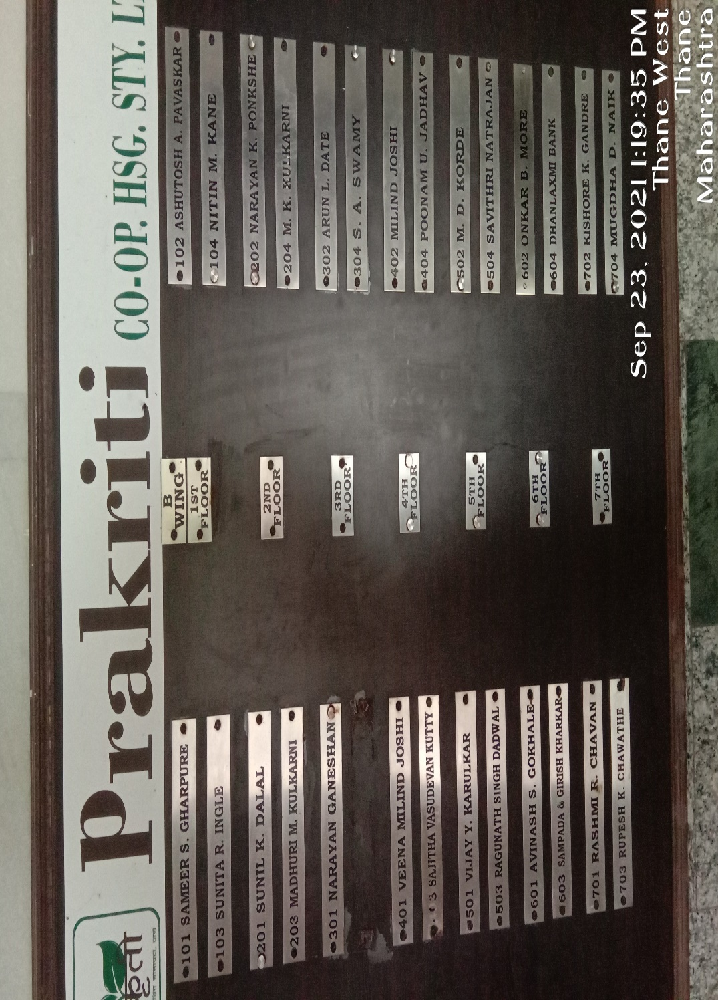 Prakriti CO-OP. HSG. STY.
B
WING
1ST
FLOOR
101 SAMEER S. GHARPURE
102 ASHUTOSH A. PAVASKAR
103 SUNITA R. INGLE
104 NITIN M. KANE
2ND
FLOOR
201 SUNIL K. DALAL
202 NARAYAN K. PONKSHE
203 MADHURI M. KULKARNI
204 M. K. KULKARNI
3RD
FLOOR
301 NARAYAN GANESHAN
302 ARUN L. DATE
304 S. A. SWAMY
4TH
FLOOR
401 VEENA MILIND JOSHI
402 MILIND JOSHI
3 SAJITHA VASUDEVAN KUTTY
404 POONAM U. JADHAV
5TH
FLOOR
501 VIJAY Y. KARULKAR
502 M. D. KORDE
503 RAGUNATH SINGH DADWAL
504 SAVITHRI NATRAJAN
6TH
FLOOR
601 AVINASH S. GOKHALE
602 ONKAR B. MORE
603 SAMPADA & GIRISH KHARKAR
604 DHANLAXMI BANK
7TH
FLOOR
701 RASHMI R. CHAVAN
702 KISHORE K. GANDRE
703 RUPESH K. CHAWATHE
704 MUGDHA D. NAIK
Sep 23, 2021 1:19:35 PM
Thane West
Thane
Maharashtra